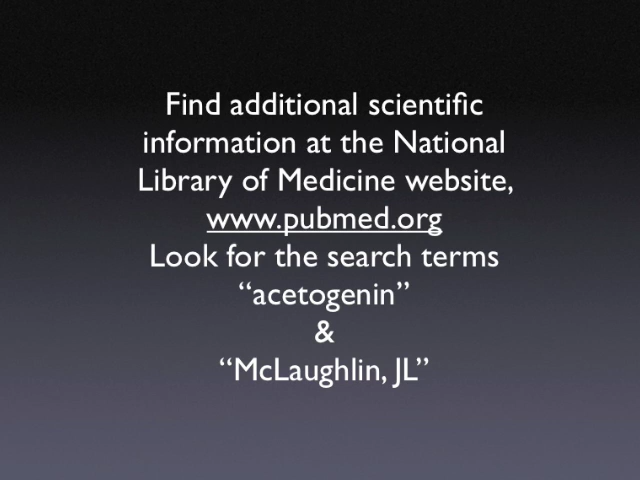 Find additional scientific
information at the National
Library of Medicine website,
www.pubmed.org
Look for the search terms
“acetogenin”
&
“McLaughlin, JL”